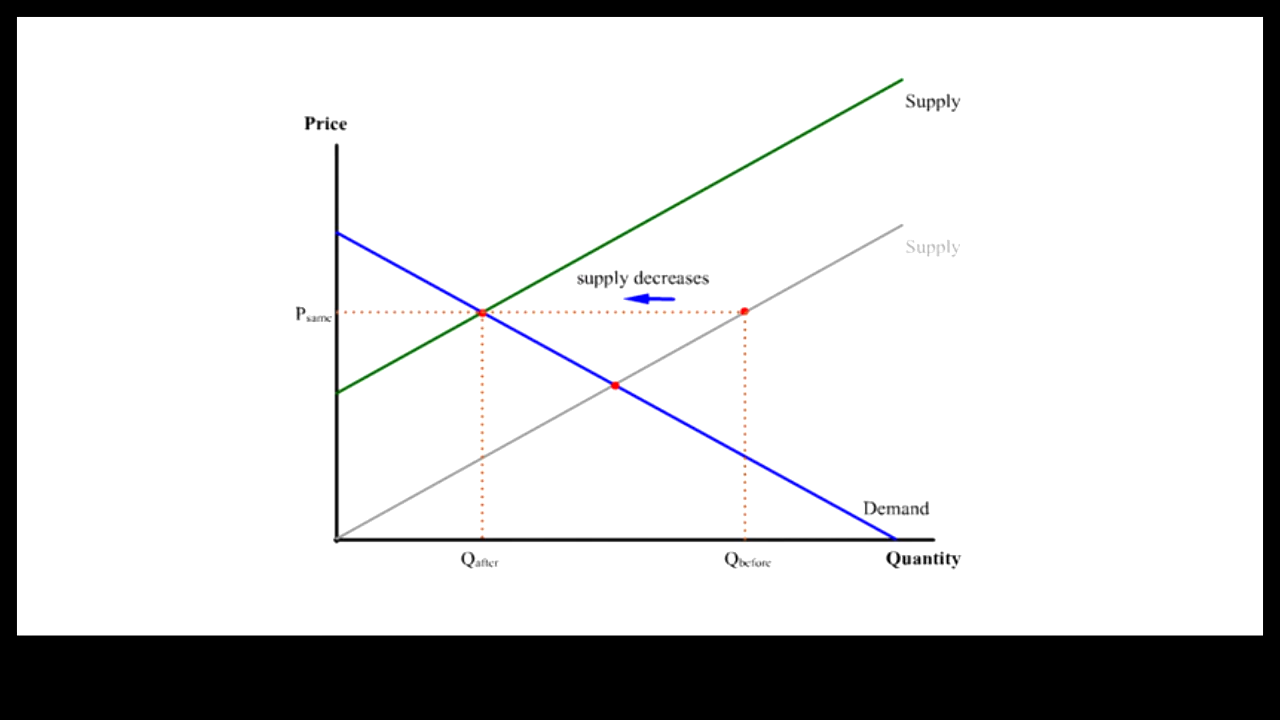 Price
Supply
Supply
supply decreases
Psame
Demand
Qafter
Qbefore
Quantity